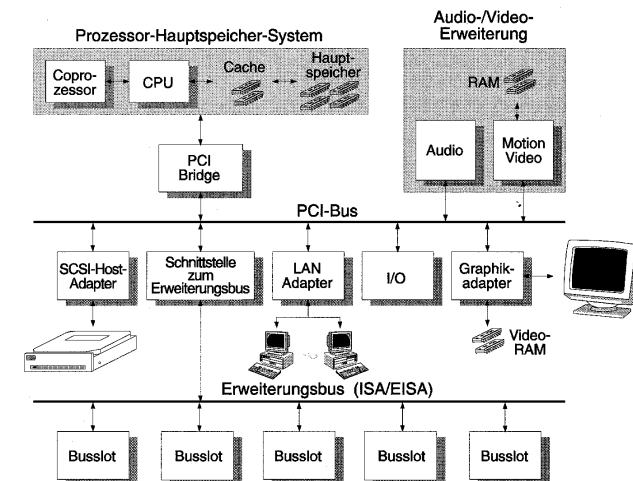 Prozessor-Hauptspeicher-System
Audio-/Video-
Erweiterung
Copro-
zessor
CPU
Cache
Haupt-
speicher
RAM
Audio
Motion
Video
PCI
Bridge
PCI-Bus
SCSI-Host-
Adapter
Schnittstelle
zum
Erweiterungsbus
LAN
Adapter
I/O
Graphik-
adapter
Video-
RAM
Erweiterungsbus (ISA/EISA)
Busslot
Busslot
Busslot
Busslot
Busslot